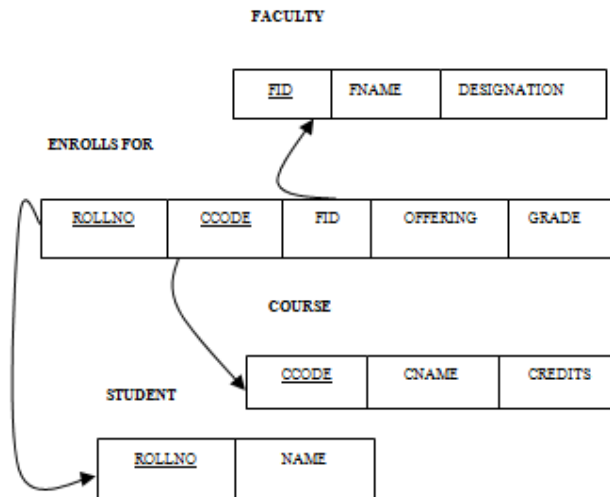 FACULTY
FID FNAME DESIGNATION
ENROLLS FOR
ROLLNO CCODE FID OFFERING GRADE
COURSE
CCODE CNAME CREDITS
STUDENT
ROLLNO NAME